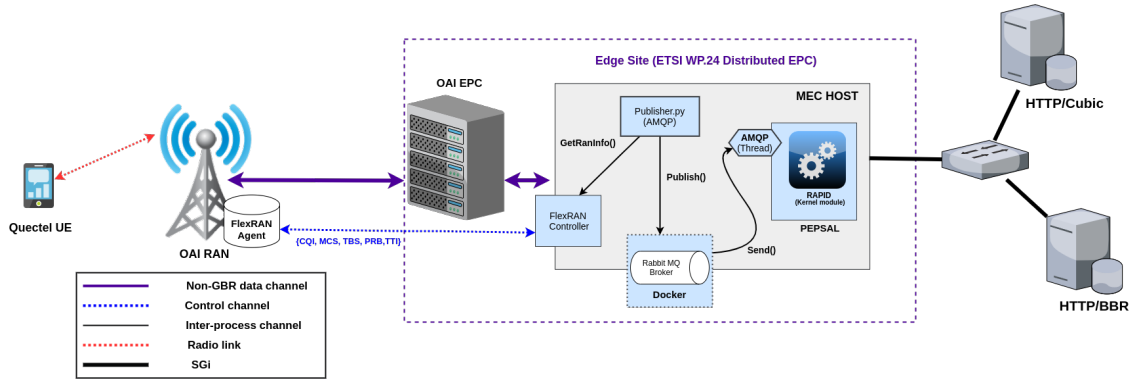 Edge Site (ETSI WP.24 Distributed EPC)
OAI EPC
MEC HOST
Publisher.py
(AMQP)
HTTP/Cubic
GetRanInfo()
AMQP
(Thread)
Publish()
RAPID
(Kernel module)
PEPSAL
Quectel UE
FlexRAN
Agent
FlexRAN
Controller
{CQI, MCS, TBS, PRB,TTI}
OAI RAN
Send()
Rabbit MQ
Broker
Docker
HTTP/BBR
Non-GBR data channel
Control channel
Inter-process channel
Radio link
SGi